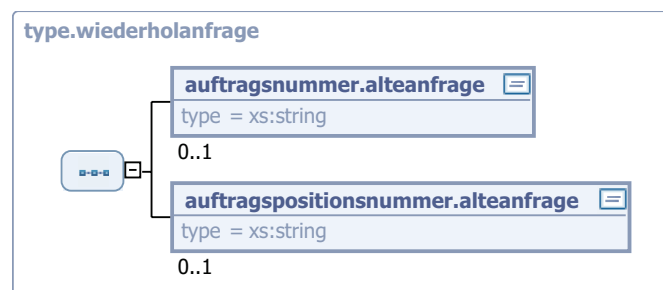 type.wiederholanfrage
auftragsnummer.alteanfrage
type = xs:string
0..1
auftragspositionsnummer.alteanfrage
type = xs:string
0..1